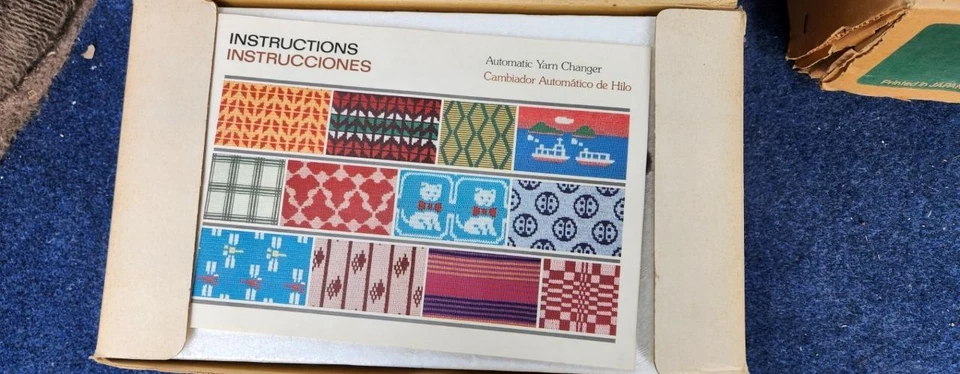 INSTRUCTIONS
INSTRUCCIONES
Automatic Yarn Changer
Cambiador Automático de Hilo
Printed in JAPAN